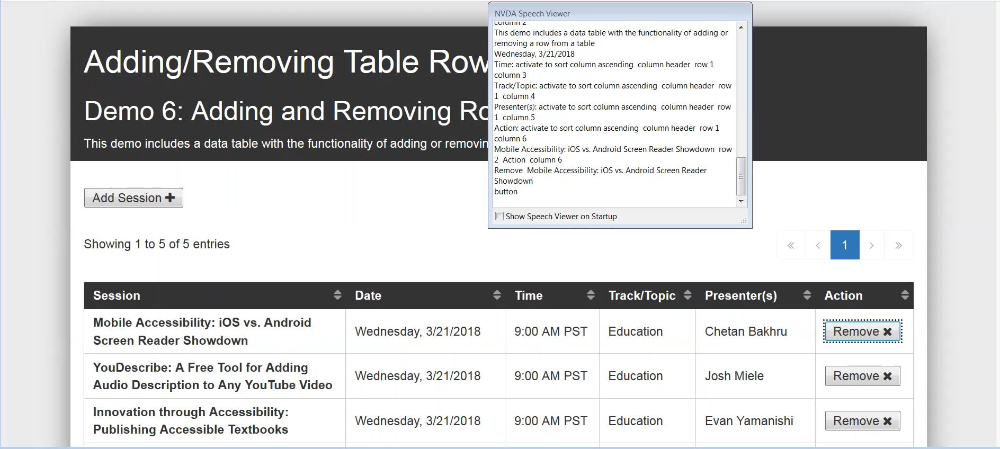 NVDA Speech Viewer
column 2
This demo includes a data table with the functionality of adding or
removing a row from a table
Wednesday, 3/21/2018
Time: activate to sort column ascending  column header  row 1
column 3
Track/Topic: activate to sort column ascending  column header  row
1  column 4
Presenter(s): activate to sort column ascending  column header  row
1  column 5
Action: activate to sort column ascending  column header  row 1
column 6
Mobile Accessibility: iOS vs. Android Screen Reader Showdown  row
2  Action  column 6
Remove  Mobile Accessibility: iOS vs. Android Screen Reader
Showdown
button
Show Speech Viewer on Startup
Adding/Removing Table Row
Demo 6: Adding and Removing
This demo includes a data table with the functionality of adding or
Add Session
Showing 1 to 5 of 5 entries
« ‹ 1 › »
Session Date Time Track/Topic Presenter(s) Action
Mobile Accessibility: iOS vs. Android
Screen Reader Showdown
Wednesday, 3/21/2018 9:00 AM PST Education Chetan Bakhru Remove
YouDescribe: A Free Tool for Adding
Audio Description to Any YouTube Video
Wednesday, 3/21/2018 9:00 AM PST Education Josh Miele Remove
Innovation through Accessibility:
Publishing Accessible Textbooks
Wednesday, 3/21/2018 9:00 AM PST Education Evan Yamanishi Remove